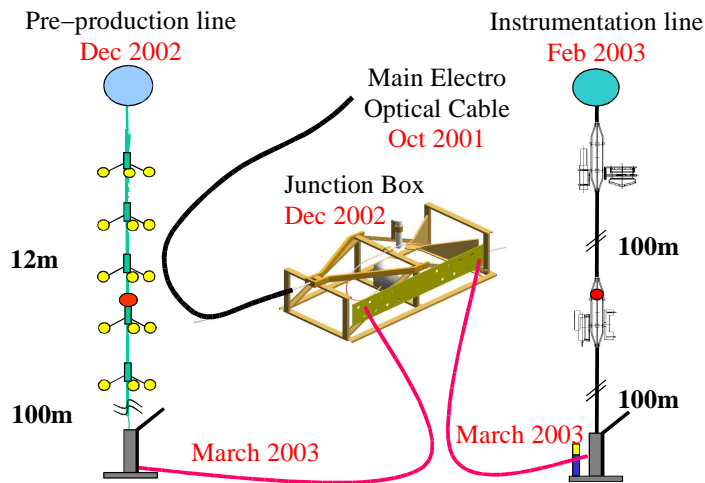 Pre-production line
Dec 2002
Instrumentation line
Feb 2003
Main Electro
Optical Cable
Oct 2001
Junction Box
Dec 2002
12m
100m
100m
100m
March 2003
March 2003